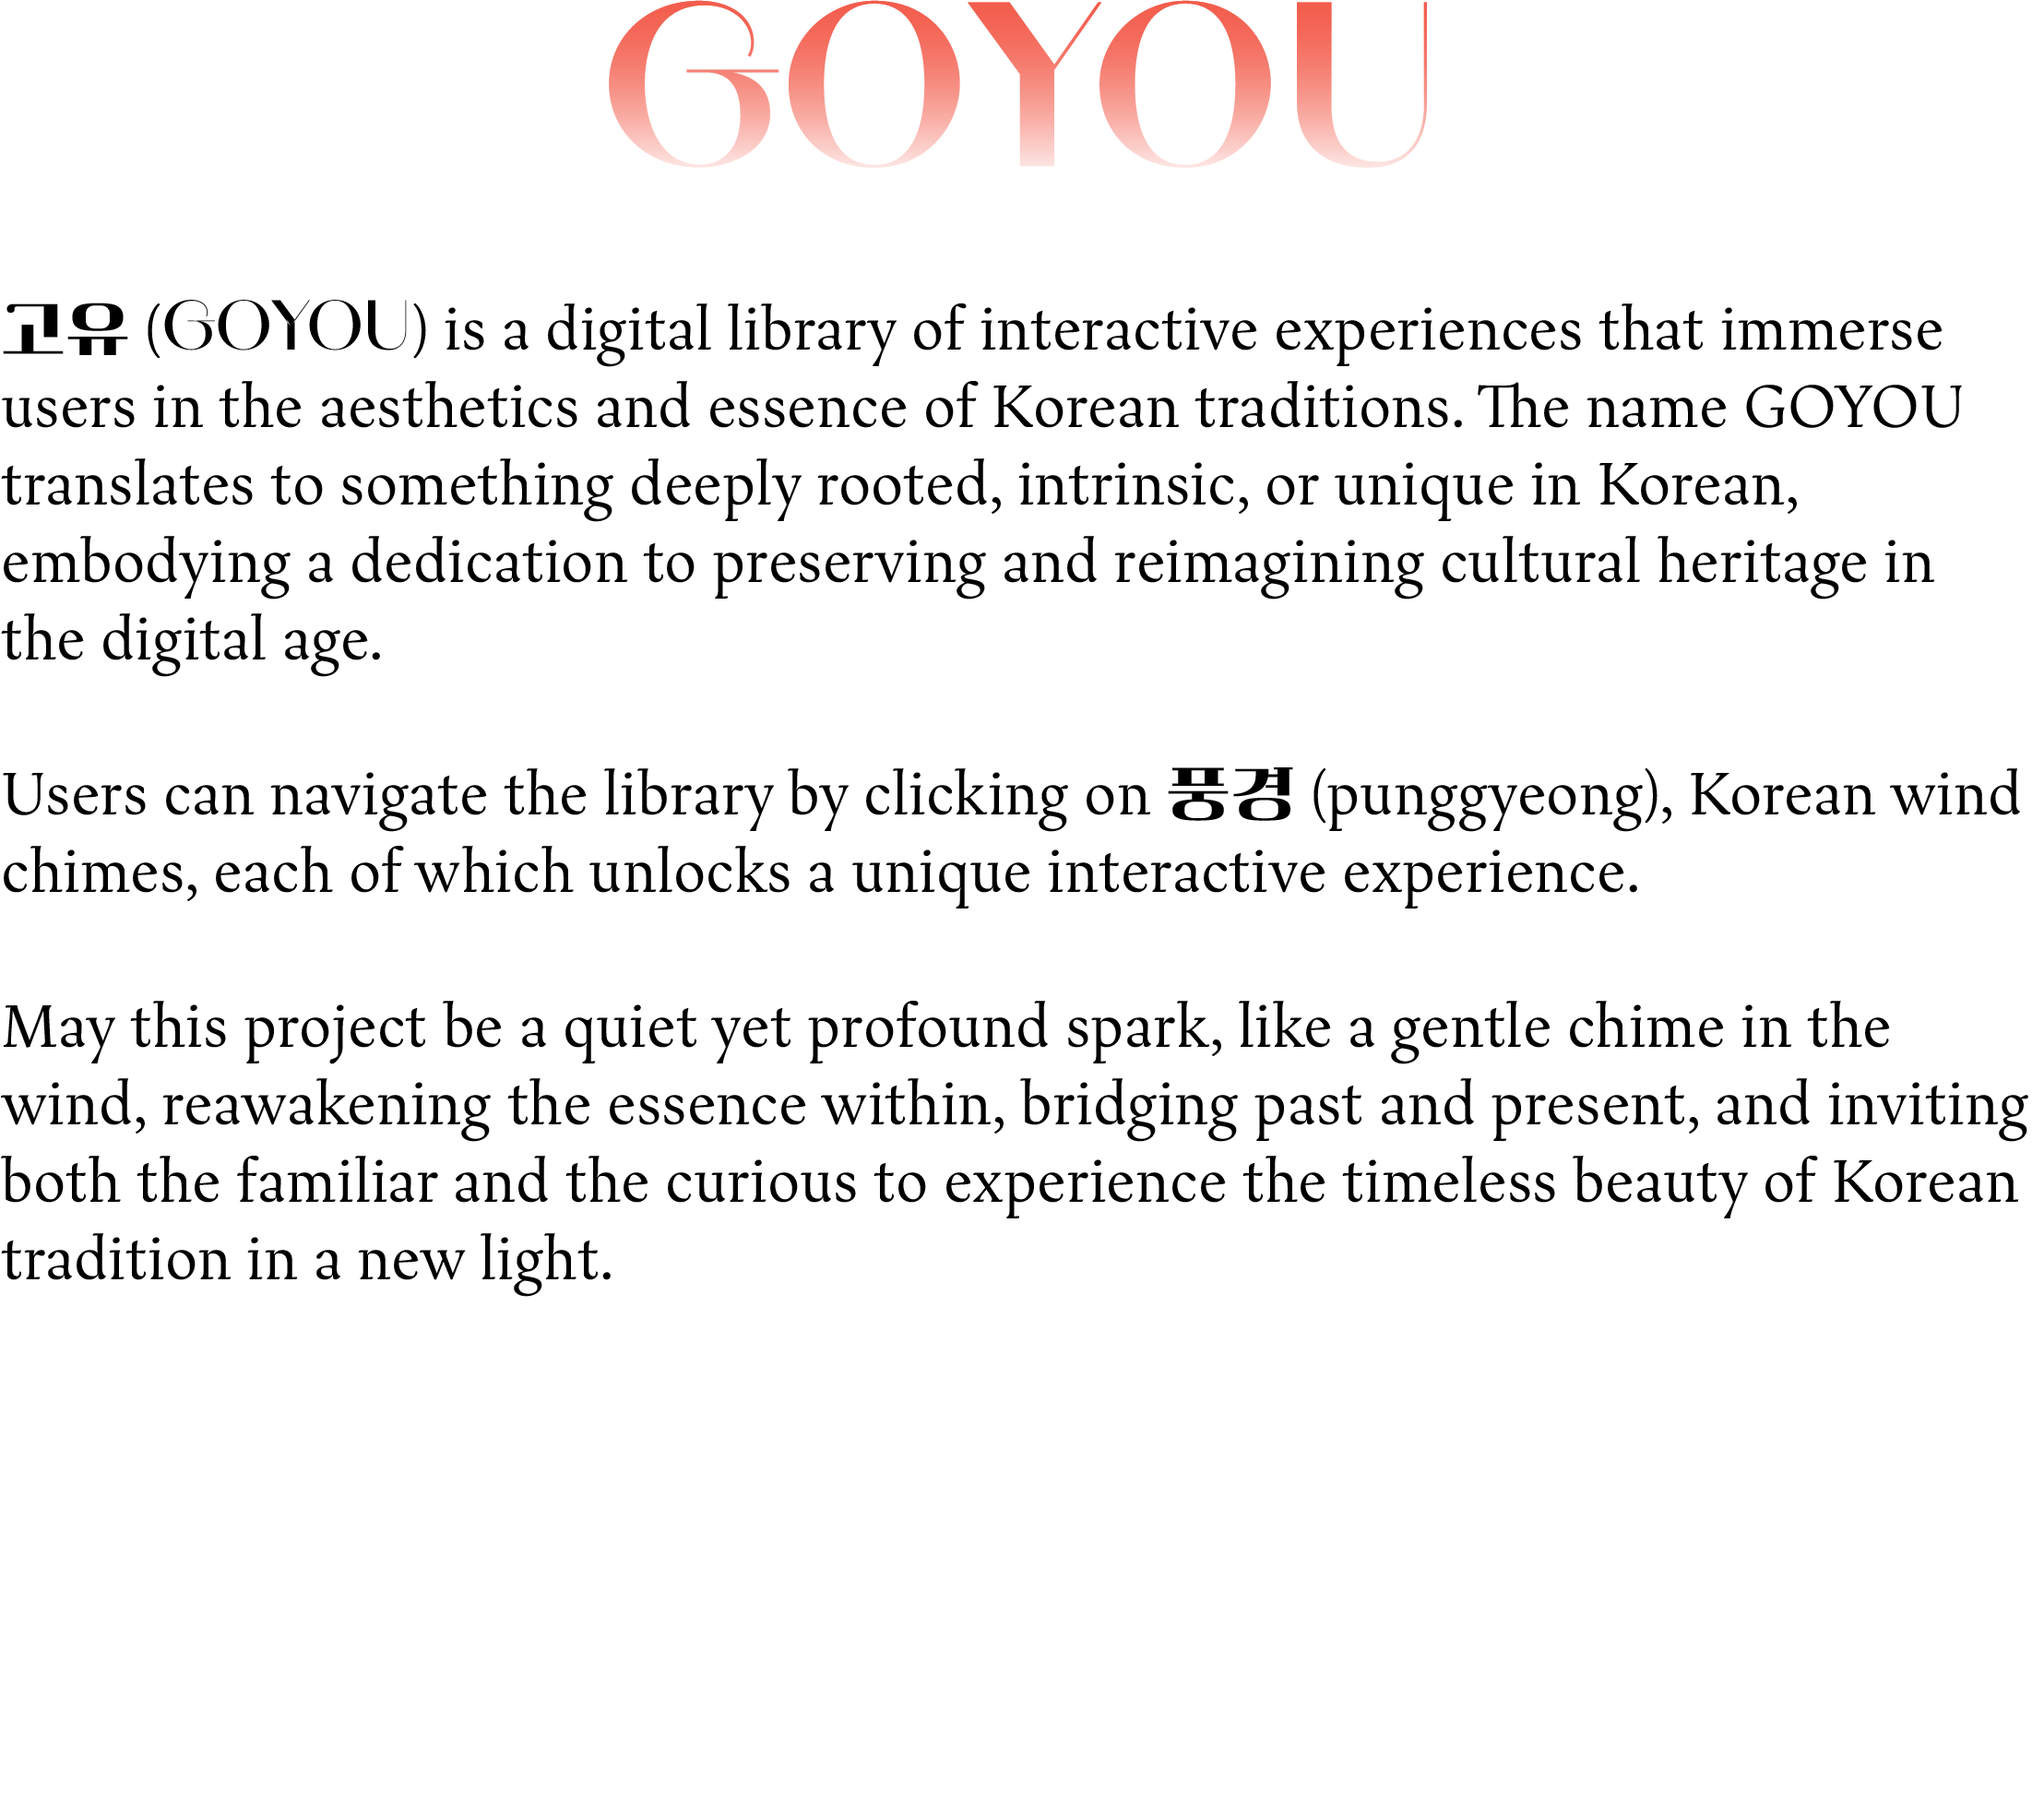 GOYOU
고유 (GOYOU) is a digital library of interactive experiences that immerse
users in the aesthetics and essence of Korean traditions. The name GOYOU
translates to something deeply rooted, intrinsic, or unique in Korean,
embodying a dedication to preserving and reimagining cultural heritage in
the digital age.
Users can navigate the library by clicking on 풍경 (punggyeong), Korean wind
chimes, each of which unlocks a unique interactive experience.
May this project be a quiet yet profound spark, like a gentle chime in the
wind, reawakening the essence within, bridging past and present, and inviting
both the familiar and the curious to experience the timeless beauty of Korean
tradition in a new light.